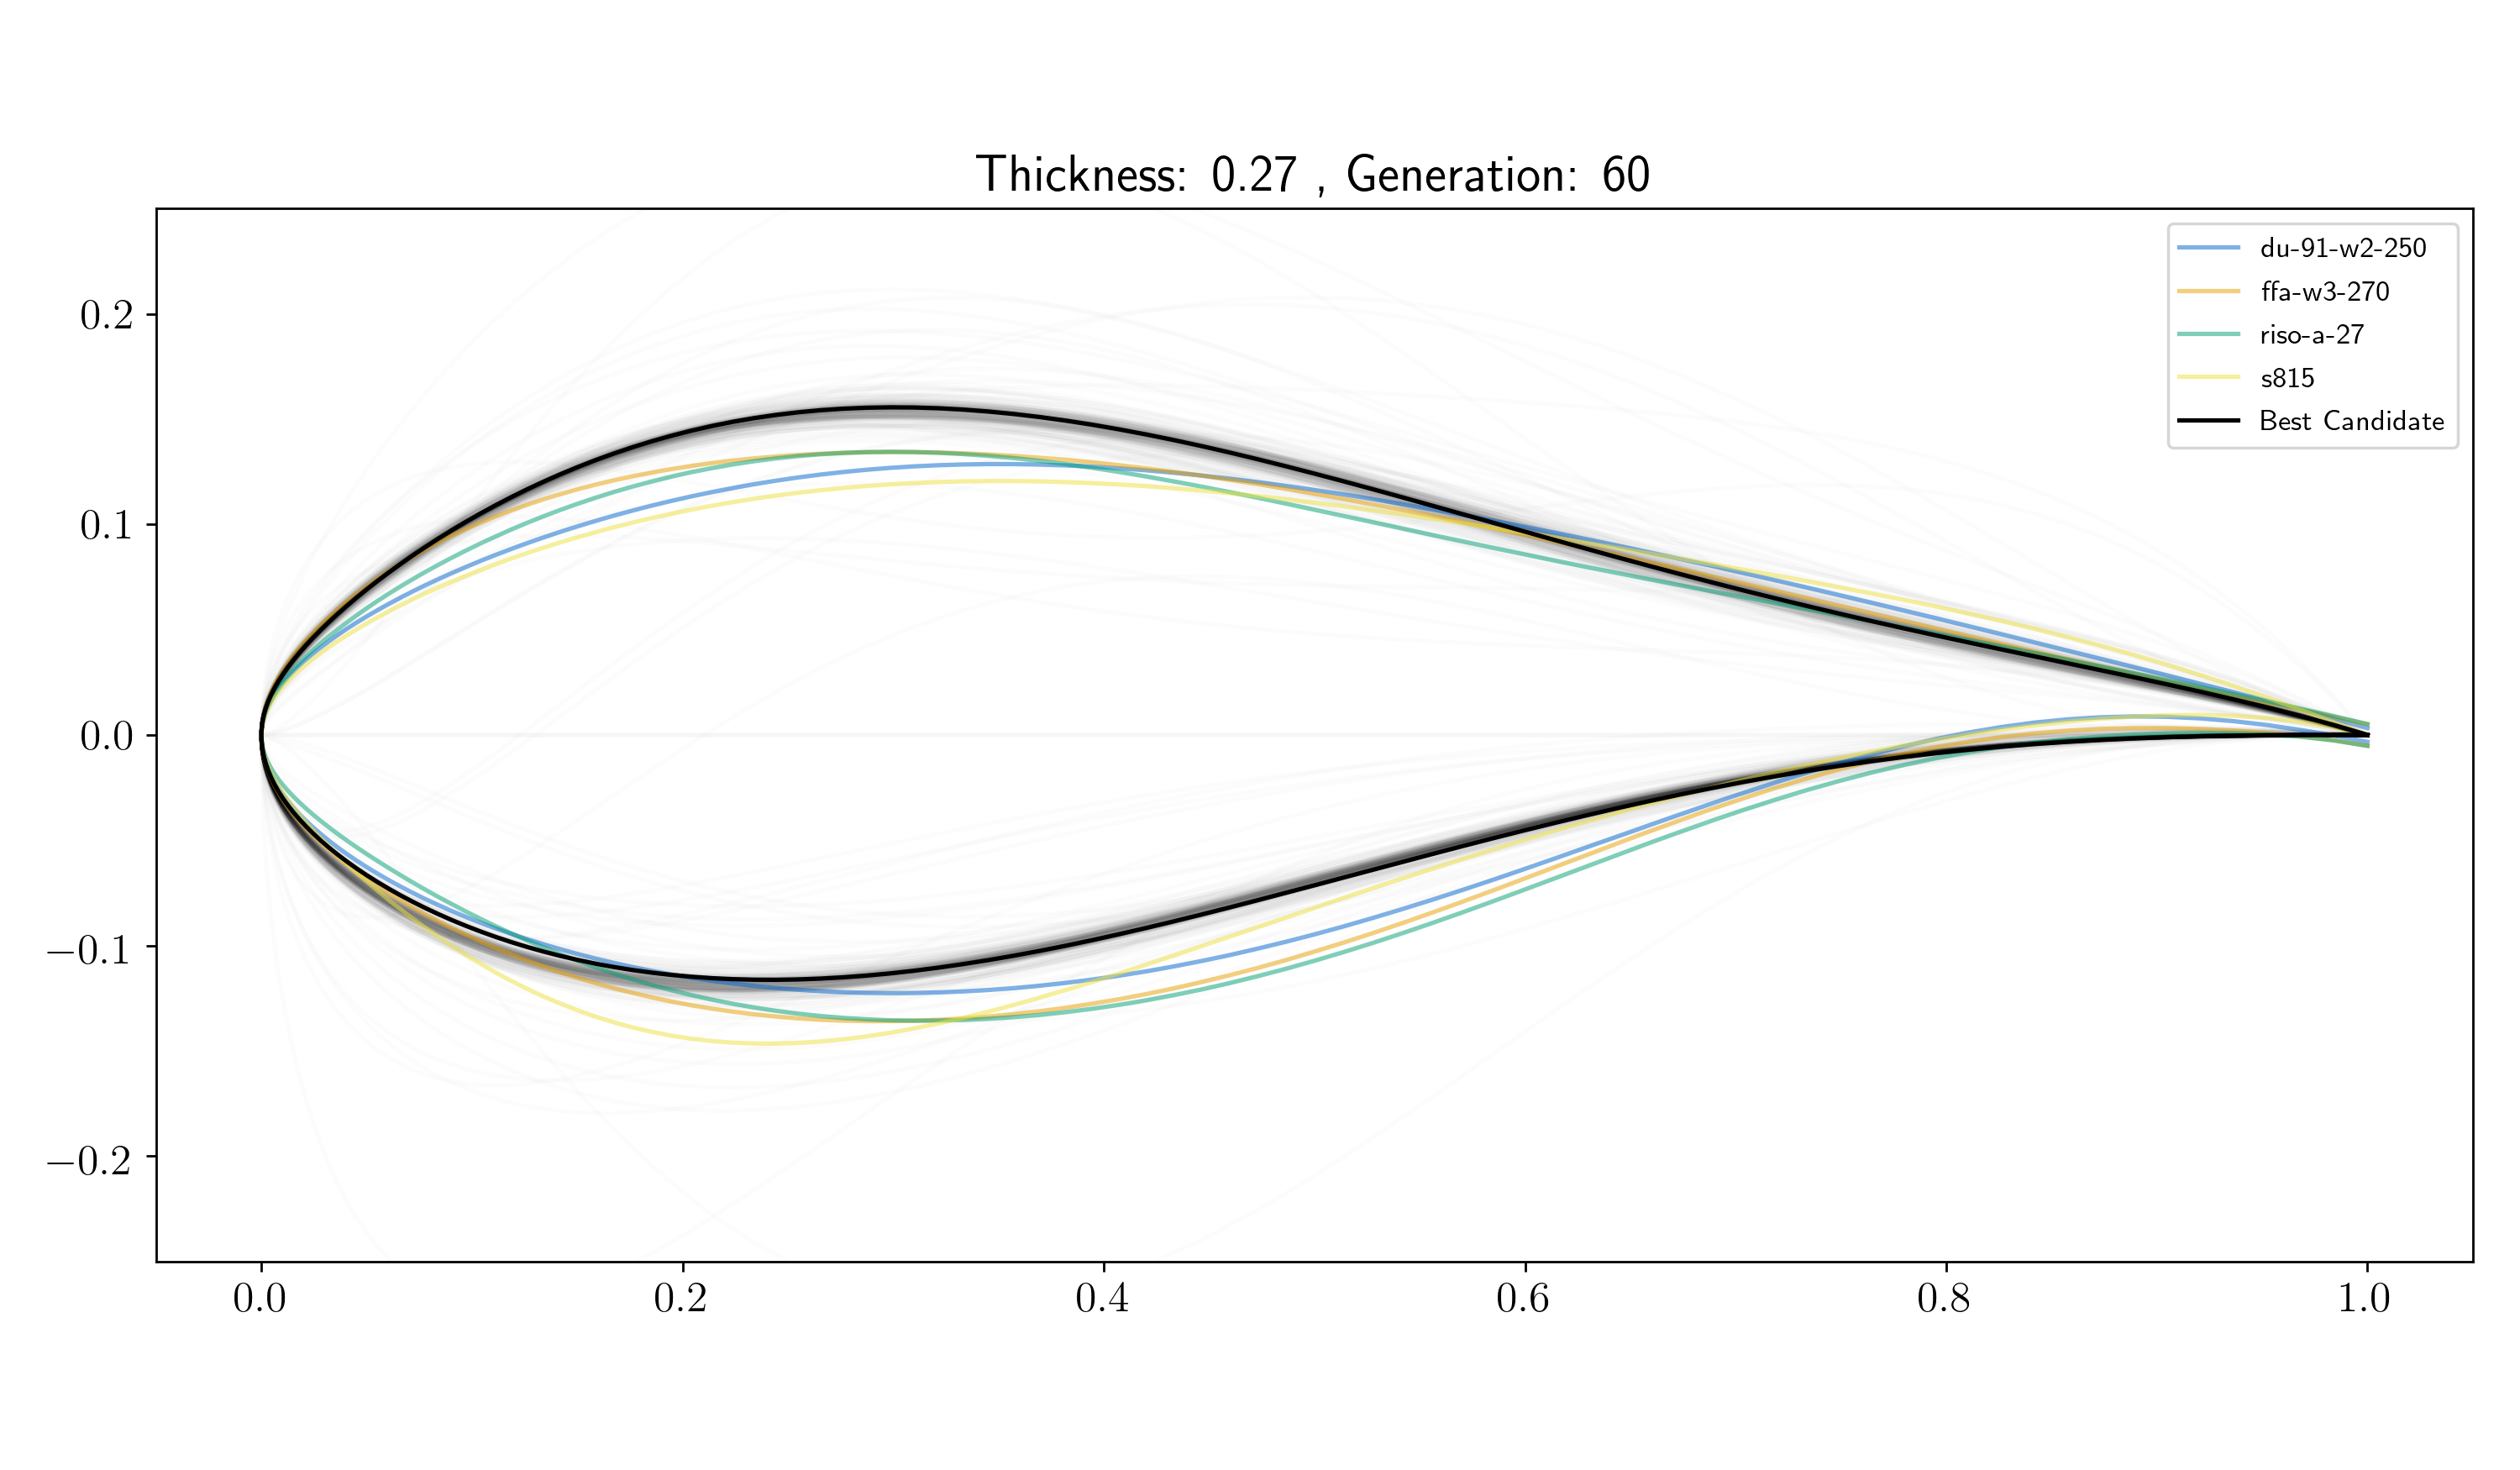 Thickness: 0.27 , Generation: 60
du-91-w2-250
ffa-w3-270
riso-a-27
s815
Best Candidate
0.2
0.1
0.0
−0.1
−0.2
0.0 0.2 0.4 0.6 0.8 1.0